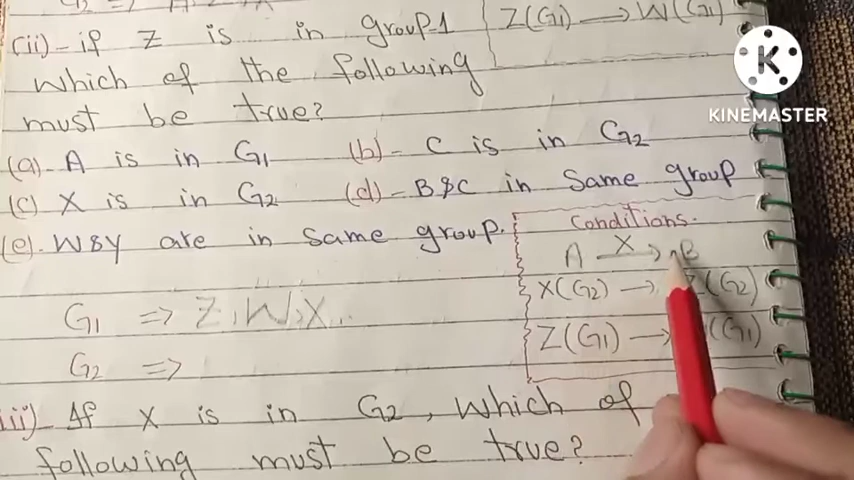 (ii)- if Z is in group-1
Which of the following
must be true?
(a)- A is in G1 (b)- C is in G2
(c) X is in G2 (d)- B&C in same group
(e)- W&Y are in same group.
G1 => Z, W, X, .
G2 =>
iii)- If X is in G2, Which of
following must be true?
Z(G1) → W(G1)
Conditions.
A —X→ B
X(G2) → Z(G2)
Z(G1) → (G1)
K
KINEMASTER